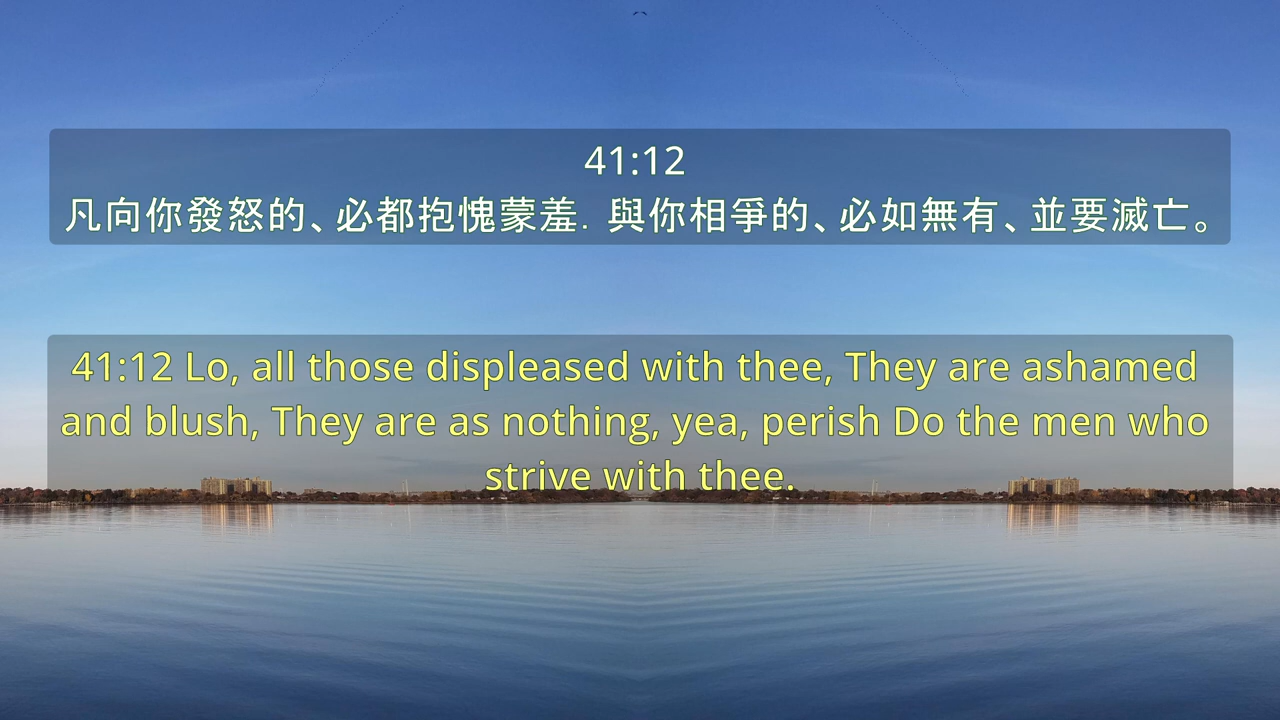 41:12
凡向你發怒的、必都抱愧蒙羞. 與你相爭的、必如無有、並要滅亡。
41:12 Lo, all those displeased with thee, They are ashamed
and blush, They are as nothing, yea, perish Do the men who
strive with thee.